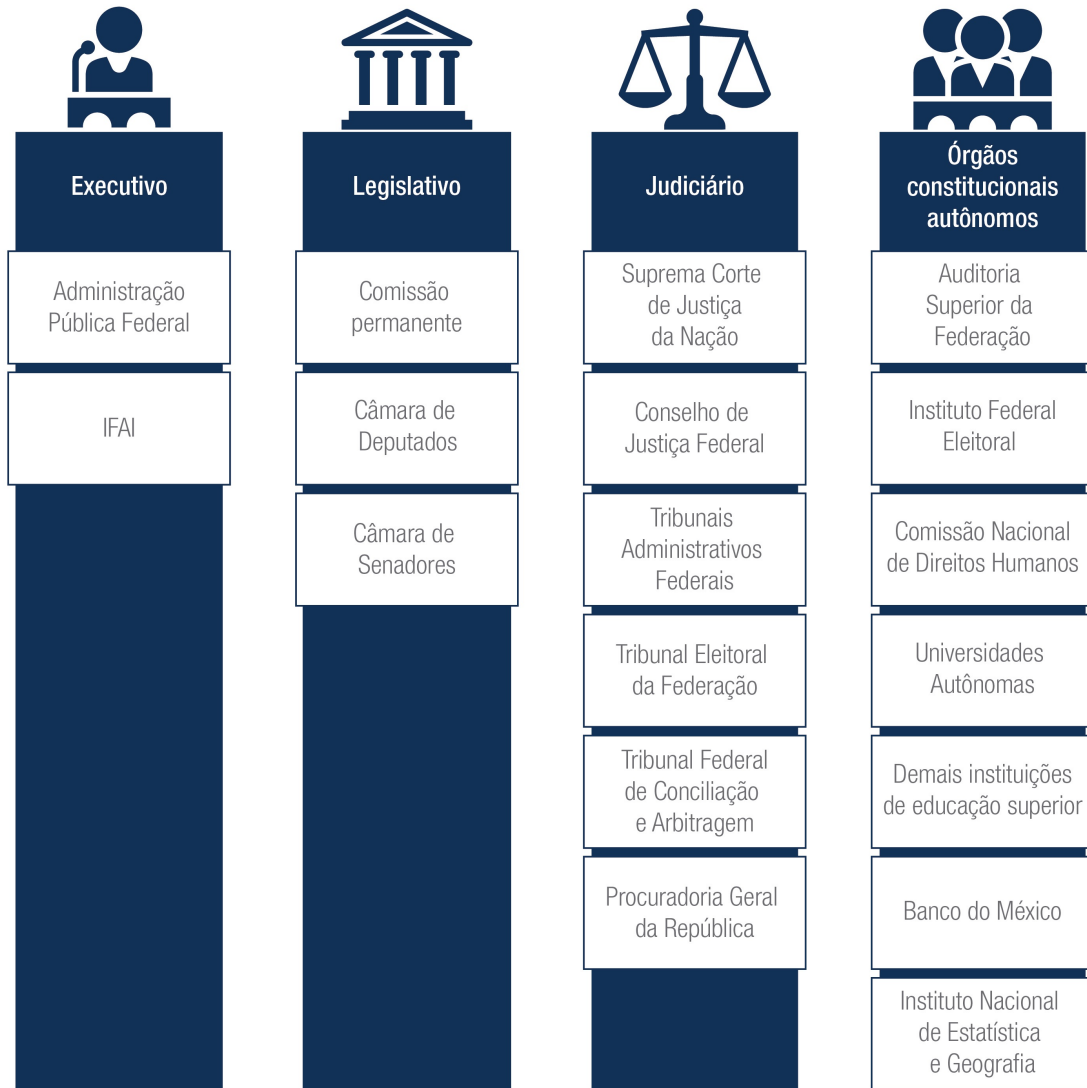 Executivo
Administração
Pública Federal
IFAI
Legislativo
Comissão
permanente
Câmara de
Deputados
Câmara de
Senadores
Judiciário
Suprema Corte
de Justiça
da Nação
Conselho de
Justiça Federal
Tribunais
Administrativos
Federais
Tribunal Eleitoral
da Federação
Tribunal Federal
de Conciliação
e Arbitragem
Procuradoria Geral
da República
Órgãos
constitucionais
autônomos
Auditoria
Superior da
Federação
Instituto Federal
Eleitoral
Comissão Nacional
de Direitos Humanos
Universidades
Autônomas
Demais instituições
de educação superior
Banco do México
Instituto Nacional
de Estatística
e Geografia